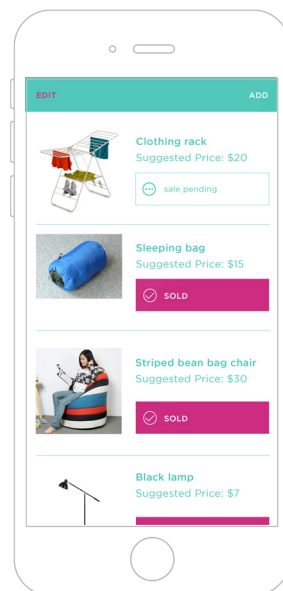 EDIT
ADD
Clothing rack
Suggested Price: $20
sale pending
Sleeping bag
Suggested Price: $15
SOLD
Striped bean bag chair
Suggested Price: $30
SOLD
Black lamp
Suggested Price: $7